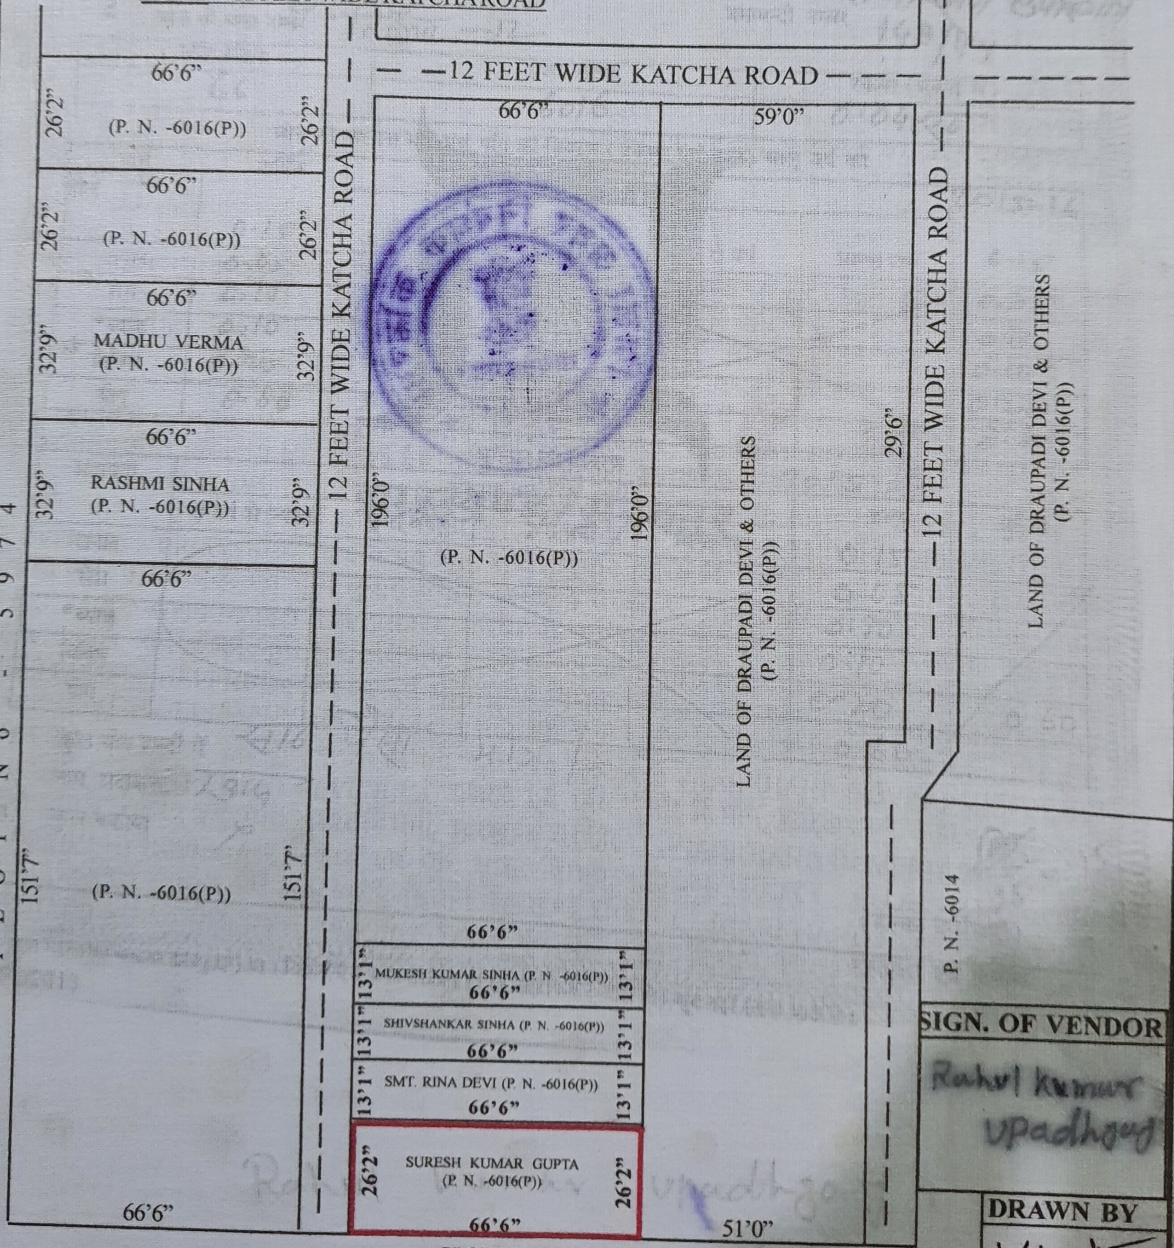 WIDE KATCHA ROAD
— —12 FEET WIDE KATCHA ROAD— — —
66'6"
26'2"
26'2"
(P. N. -6016(P))
66'6"
26'2"
26'2"
(P. N. -6016(P))
66'6"
32'9"
MADHU VERMA
32'9"
(P. N. -6016(P))
66'6"
32'9"
RASHMI SINHA
32'9"
(P. N. -6016(P))
66'6"
151'7"
151'7"
(P. N. -6016(P))
66'6"
5974
12 FEET WIDE KATCHA ROAD
66'6"
196'0"
196'0"
(P. N. -6016(P))
66'6"
13'1"
MUKESH KUMAR SINHA (P. N. -6016(P))
13'1"
66'6"
13'1"
SHIVSHANKAR SINHA (P. N. -6016(P))
13'1"
66'6"
13'1"
SMT. RINA DEVI (P. N. -6016(P))
13'1"
66'6"
26'2"
SURESH KUMAR GUPTA
26'2"
(P. N. -6016(P))
66'6"
59'0"
LAND OF DRAUPADI DEVI & OTHERS
(P. N. -6016(P))
29'6"
51'0"
12 FEET WIDE KATCHA ROAD
LAND OF DRAUPADI DEVI & OTHERS
(P. N. -6016(P))
P. N. -6014
SIGN. OF VENDOR
Rahul Kumar
Upadhyay
DRAWN BY